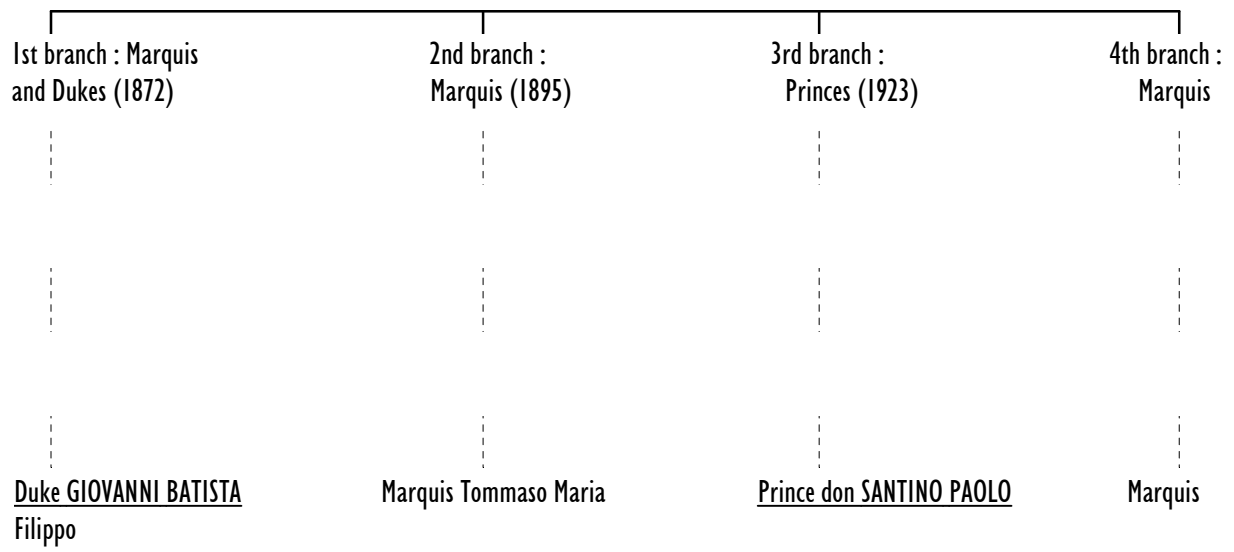 1st branch : Marquis
and Dukes (1872)
2nd branch :
Marquis (1895)
3rd branch :
Princes (1923)
4th branch :
Marquis
Duke GIOVANNI BATISTA
Filippo
Marquis Tommaso Maria
Prince don SANTINO PAOLO
Marquis